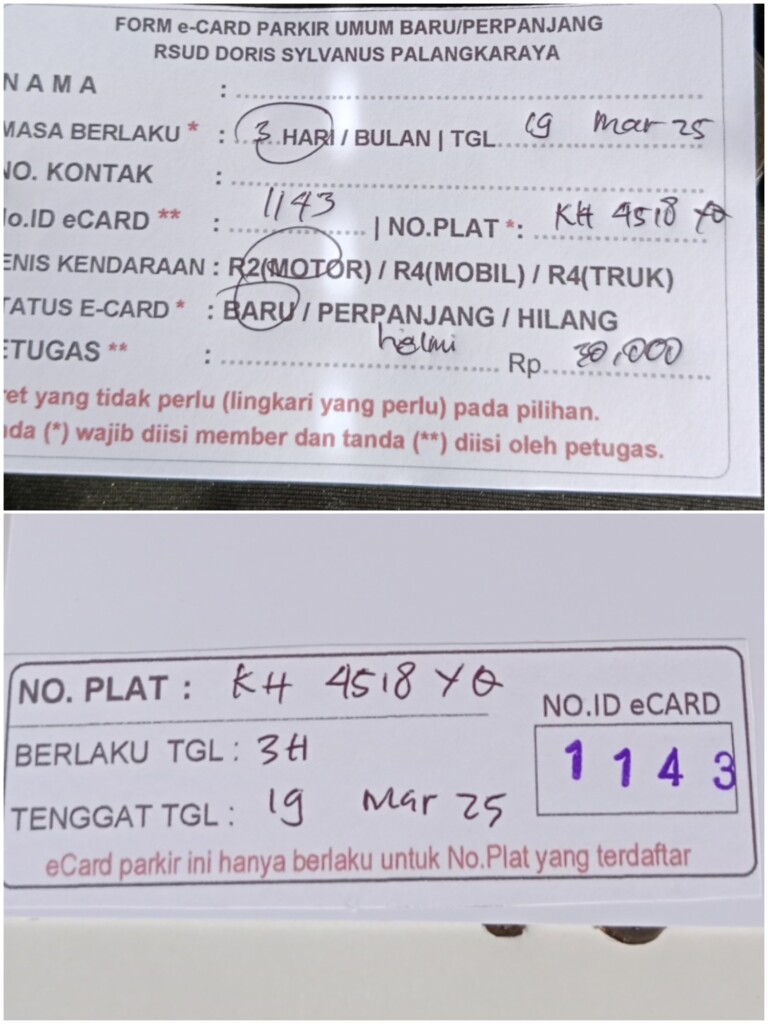 FORM e-CARD PARKIR UMUM BARU/PERPANJANG
RSUD DORIS SYLVANUS PALANGKARAYA
NAMA :
MASA BERLAKU * : 3 HARI / BULAN | TGL 19 Mar 25
NO. KONTAK :
No.ID eCARD ** : 1143 | NO.PLAT *: KH 4518 YQ
ENIS KENDARAAN : R2(MOTOR) / R4(MOBIL) / R4(TRUK)
TATUS E-CARD * : BARU / PERPANJANG / HILANG
ETUGAS ** : helmi Rp. 30,000
ret yang tidak perlu (lingkari yang perlu) pada pilihan.
nda (*) wajib diisi member dan tanda (**) diisi oleh petugas.
NO. PLAT : KH 4518 YQ
NO.ID eCARD
1143
BERLAKU TGL : 3H
TENGGAT TGL : 19 Mar 25
eCard parkir ini hanya berlaku untuk No.Plat yang terdaftar